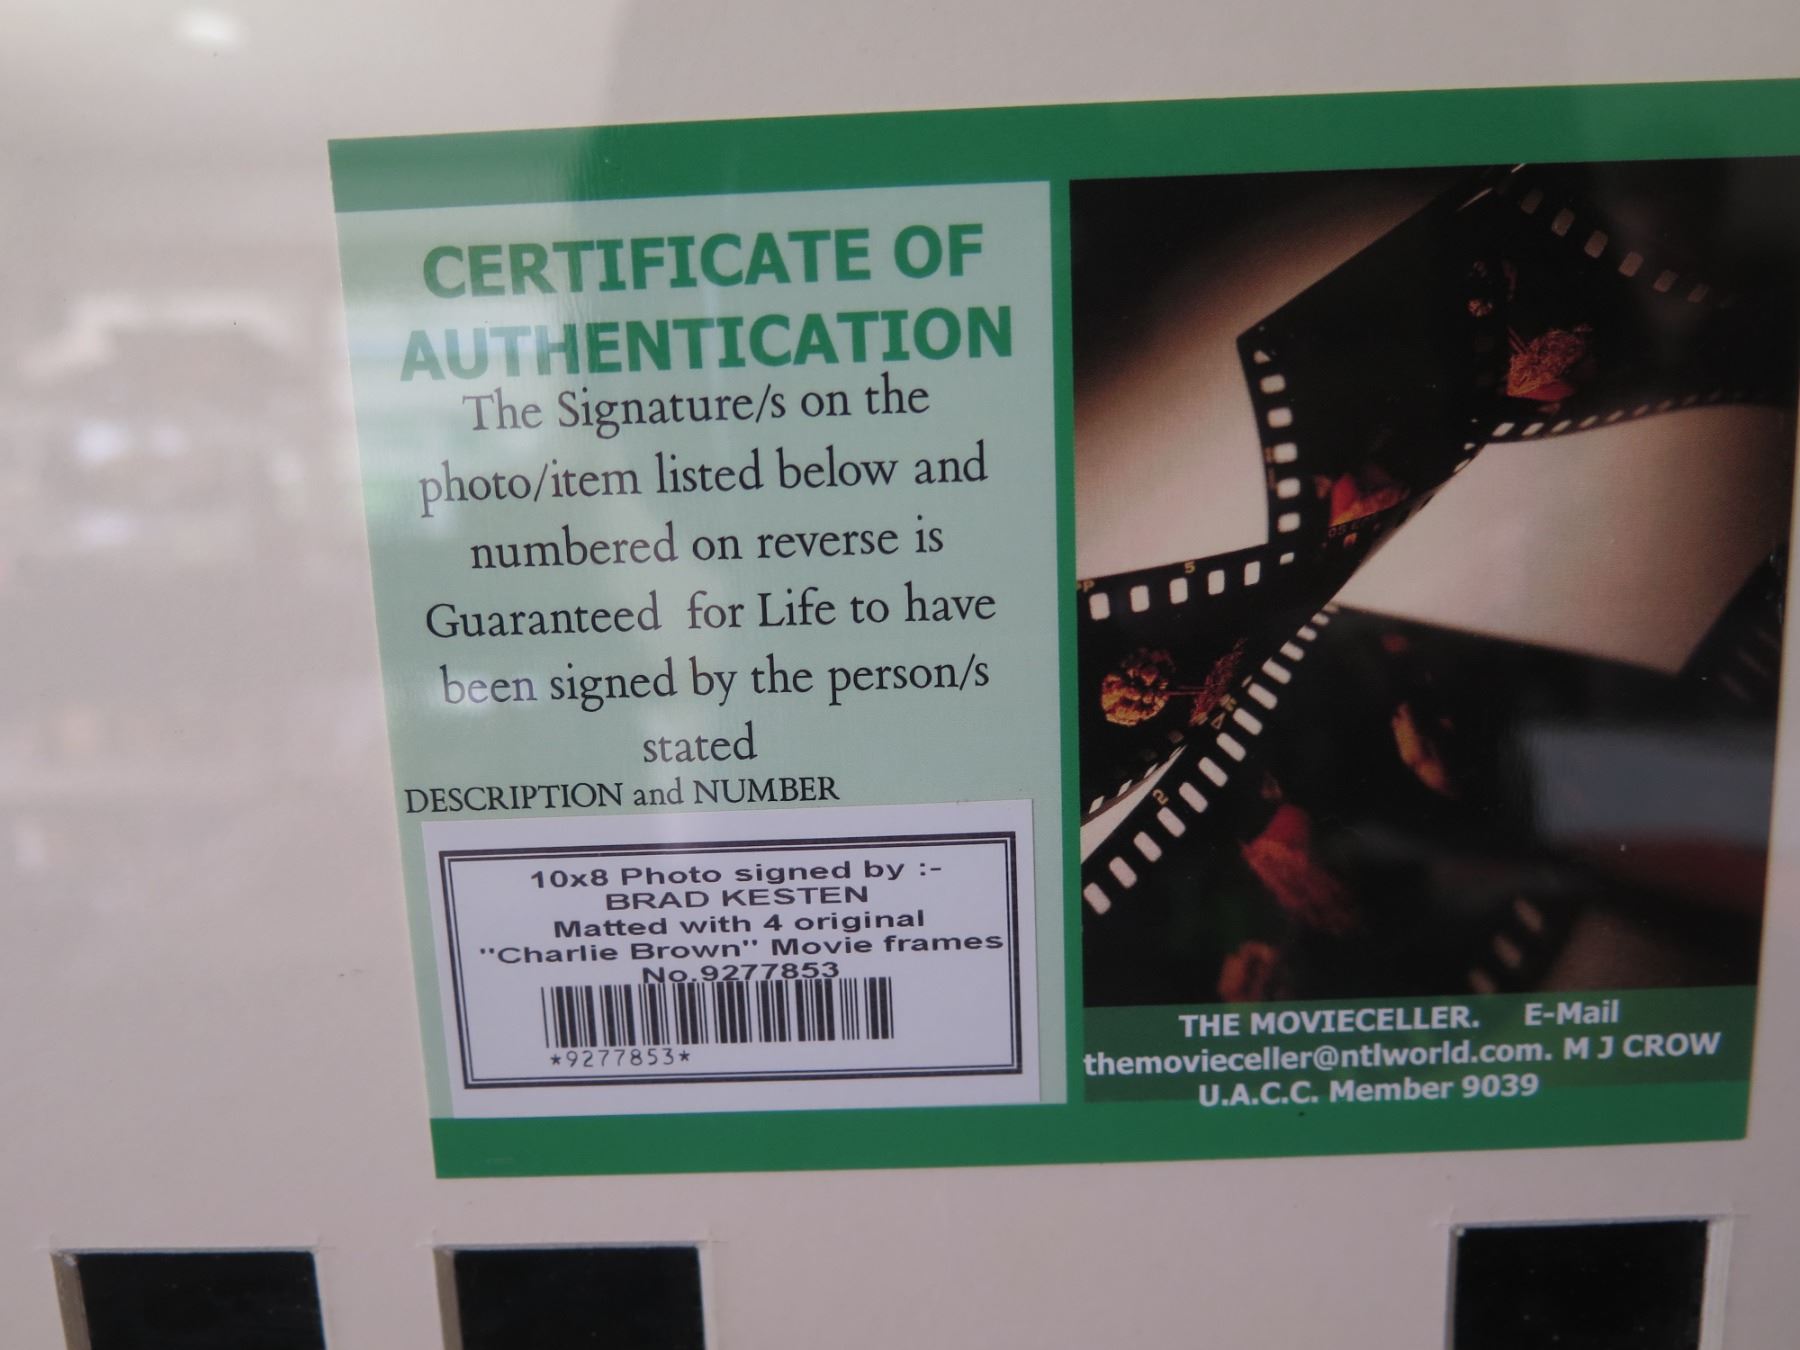 CERTIFICATE OF
AUTHENTICATION
The Signature/s on the
photo/item listed below and
numbered on reverse is
Guaranteed for Life to have
been signed by the person/s
stated
DESCRIPTION and NUMBER
10x8 Photo signed by :-
BRAD KESTEN
Matted with 4 original
"Charlie Brown" Movie frames
No.9277853
*9277853*
5
2
THE MOVIECELLER. E-Mail
themovieceller@ntlworld.com. M J CROW
U.A.C.C. Member 9039